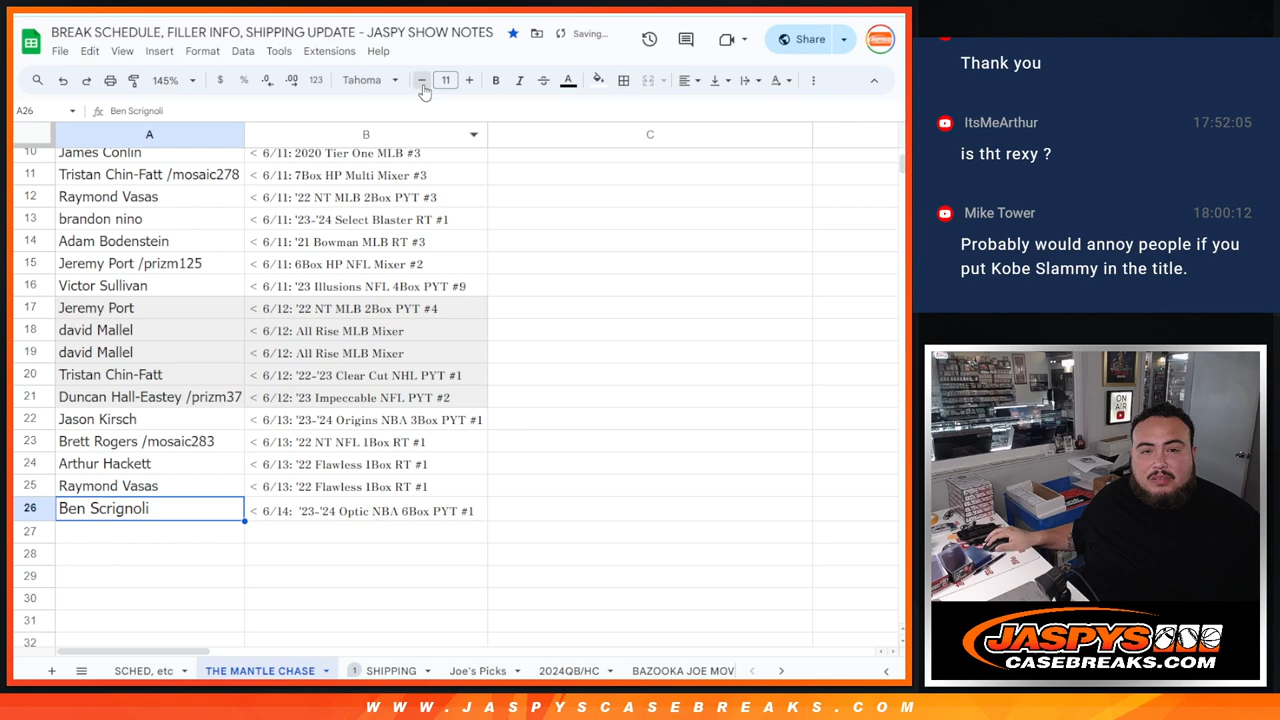 BREAK SCHEDULE, FILLER INFO, SHIPPING UPDATE - JASPY SHOW NOTES
Saving...
Share
File Edit View Insert Format Data Tools Extensions Help
145% $ % .0 .00 123 Tahoma - 11 + B I S A
A26 fx Ben Scrignoli
A B C
10 James Conlin < 6/11: 2020 Tier One MLB #3
11 Tristan Chin-Fatt /mosaic278 < 6/11: 7Box HP Multi Mixer #3
12 Raymond Vasas < 6/11: '22 NT MLB 2Box PYT #3
13 brandon nino < 6/11: '23-'24 Select Blaster RT #1
14 Adam Bodenstein < 6/11: '21 Bowman MLB RT #3
15 Jeremy Port /prizm125 < 6/11: 6Box HP NFL Mixer #2
16 Victor Sullivan < 6/11: '23 Illusions NFL 4Box PYT #9
17 Jeremy Port < 6/12: '22 NT MLB 2Box PYT #4
18 david Mallel < 6/12: All Rise MLB Mixer
19 david Mallel < 6/12: All Rise MLB Mixer
20 Tristan Chin-Fatt < 6/12: '22-'23 Clear Cut NHL PYT #1
21 Duncan Hall-Eastey /prizm37 < 6/12: '23 Impeccable NFL PYT #2
22 Jason Kirsch < 6/13: '23-'24 Origins NBA 3Box PYT #1
23 Brett Rogers /mosaic283 < 6/13: '22 NT NFL 1Box RT #1
24 Arthur Hackett < 6/13: '22 Flawless 1Box RT #1
25 Raymond Vasas < 6/13: '22 Flawless 1Box RT #1
26 Ben Scrignoli < 6/14: '23-'24 Optic NBA 6Box PYT #1
27
28
29
30
31
32
+ SCHED, etc THE MANTLE CHASE 1 SHIPPING Joe's Picks 2024QB/HC BAZOOKA JOE MOV
Thank you
ItsMeArthur 17:52:05
is tht rexy ?
Mike Tower 18:00:12
Probably would annoy people if you
put Kobe Slammy in the title.
ON
AIR
JASPYS
CASEBREAKS.COM
WWW.JASPYSCASEBREAKS.COM